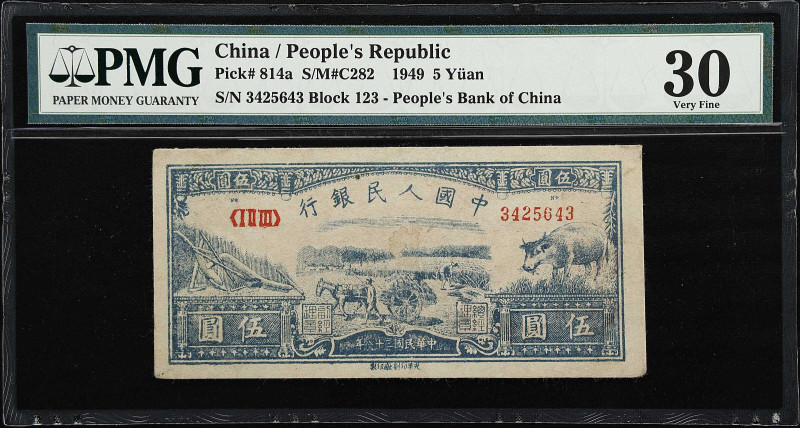 PMG
PAPER MONEY GUARANTY
China / People's Republic
Pick# 814a S/M#C282 1949 5 Yüan
S/N 3425643 Block 123 - People's Bank of China
30
Very Fine
伍圓
伍圓
行銀民人國中
〈I II III〉
3425643
圓
伍
圓
伍
年八十三國民華中